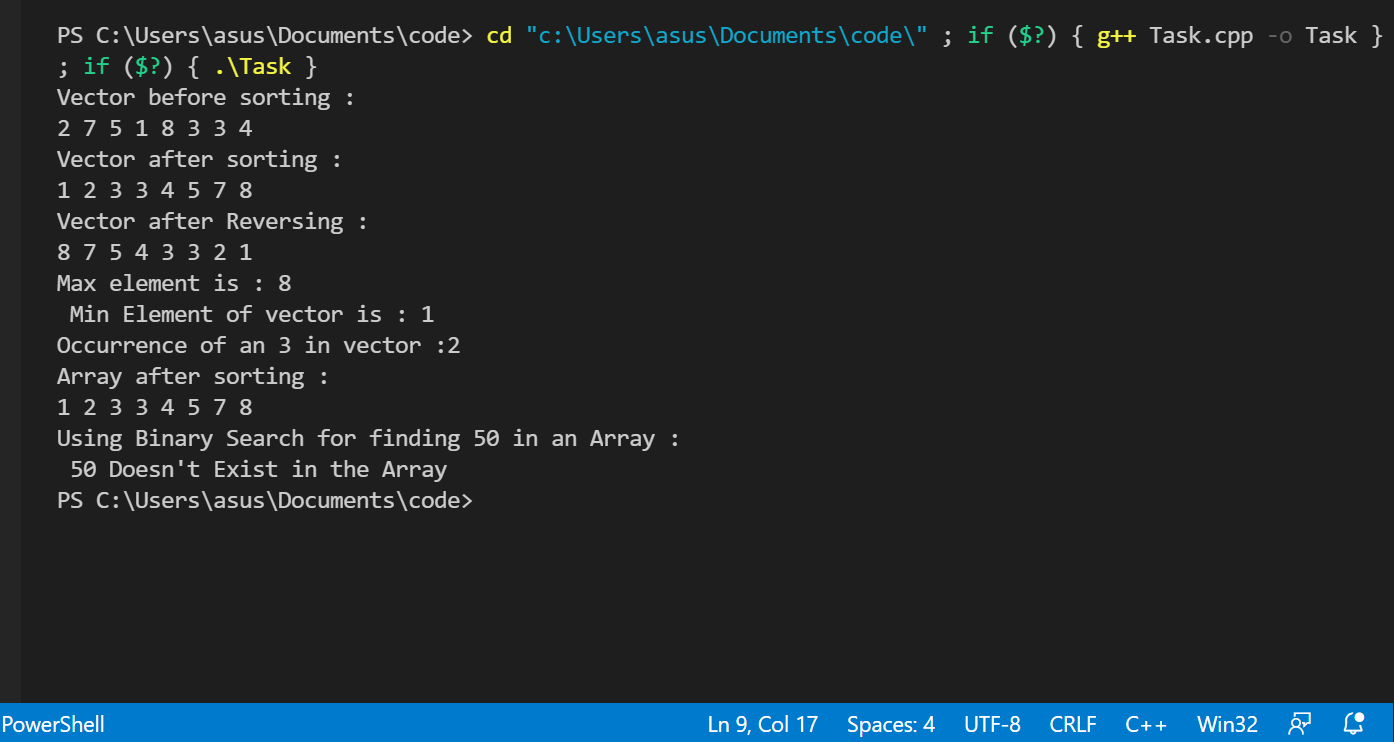 PS C:\Users\asus\Documents\code> cd "c:\Users\asus\Documents\code\" ; if ($?) { g++ Task.cpp -o Task }
; if ($?) { .\Task }
Vector before sorting :
2 7 5 1 8 3 3 4
Vector after sorting :
1 2 3 3 4 5 7 8
Vector after Reversing :
8 7 5 4 3 3 2 1
Max element is : 8
 Min Element of vector is : 1
Occurrence of an 3 in vector :2
Array after sorting :
1 2 3 3 4 5 7 8
Using Binary Search for finding 50 in an Array :
 50 Doesn't Exist in the Array
PS C:\Users\asus\Documents\code>
PowerShell Ln 9, Col 17 Spaces: 4 UTF-8 CRLF C++ Win32